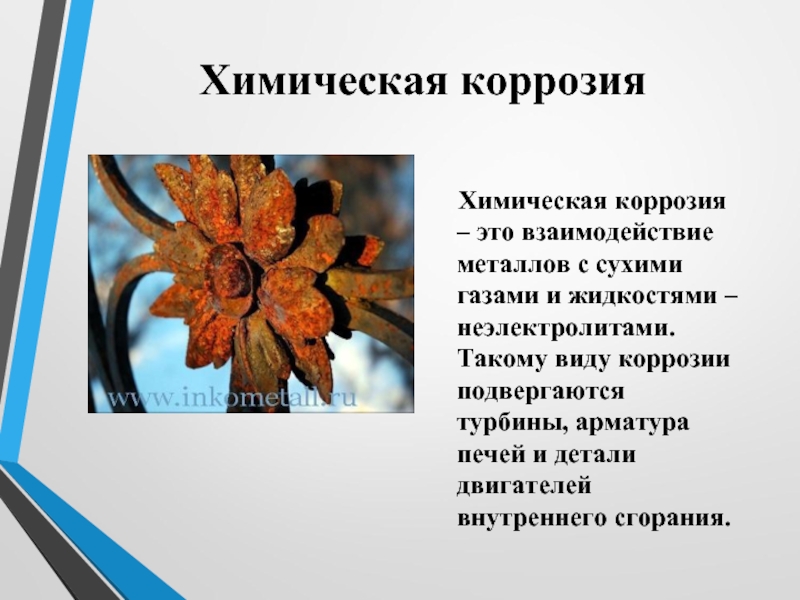 Химическая коррозия
Химическая коррозия
– это взаимодействие
металлов с сухими
газами и жидкостями –
неэлектролитами.
Такому виду коррозии
подвергаются
турбины, арматура
печей и детали
двигателей
внутреннего сгорания.
www.inkometall.ru